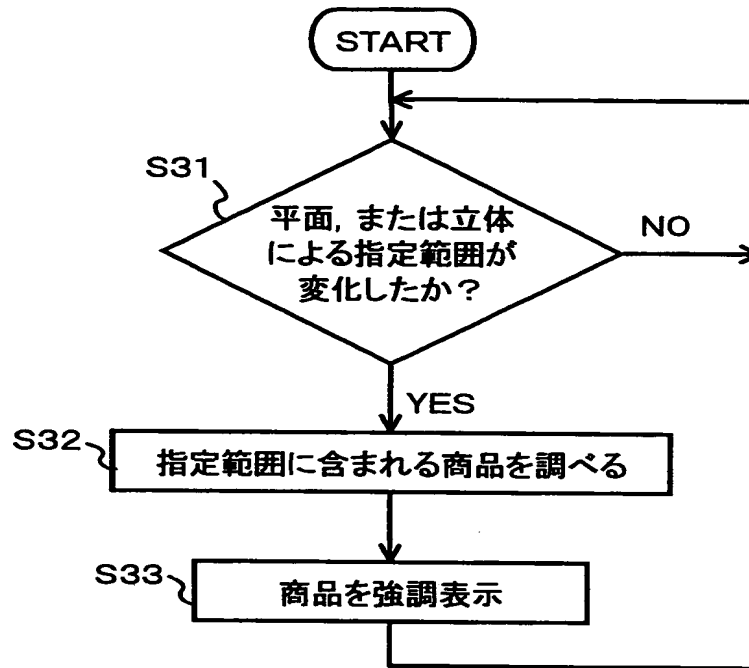 START
S31
平面, または立体
による指定範囲が
変化したか？
NO
YES
S32
指定範囲に含まれる商品を調べる
S33
商品を強調表示